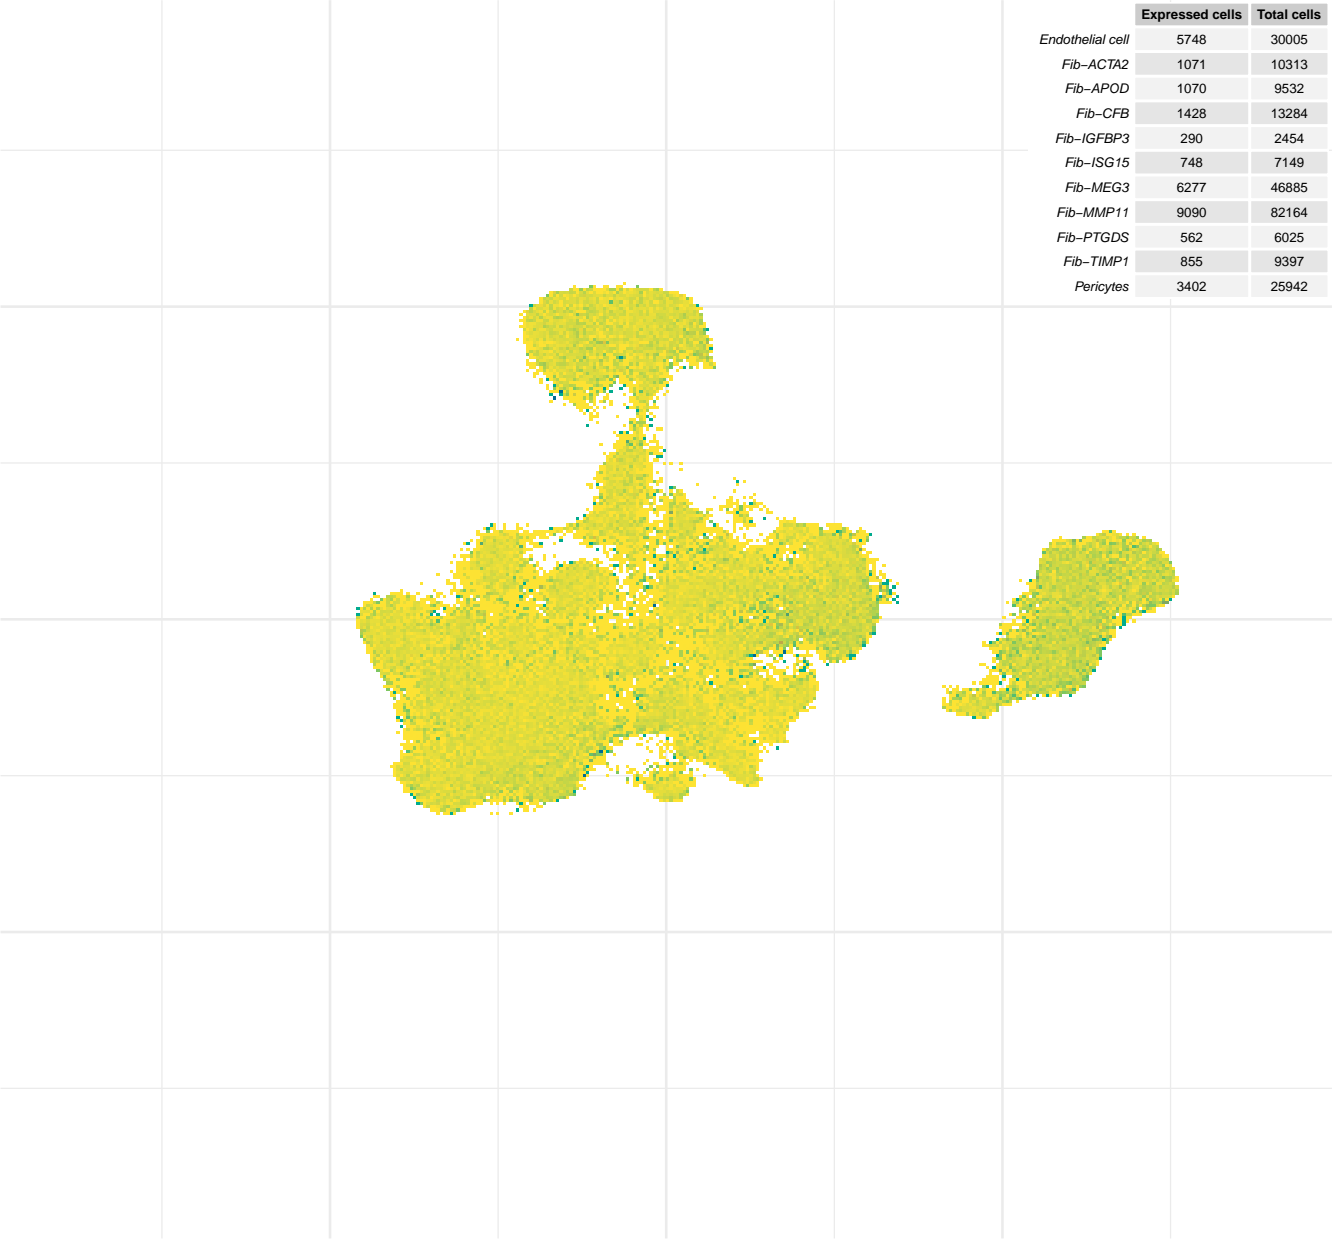 Expressed cells Total cells
Endothelial cell 5748 30005
Fib−ACTA2 1071 10313
Fib−APOD 1070 9532
Fib−CFB 1428 13284
Fib−IGFBP3 290 2454
Fib−ISG15 748 7149
Fib−MEG3 6277 46885
Fib−MMP11 9090 82164
Fib−PTGDS 562 6025
Fib−TIMP1 855 9397
Pericytes 3402 25942